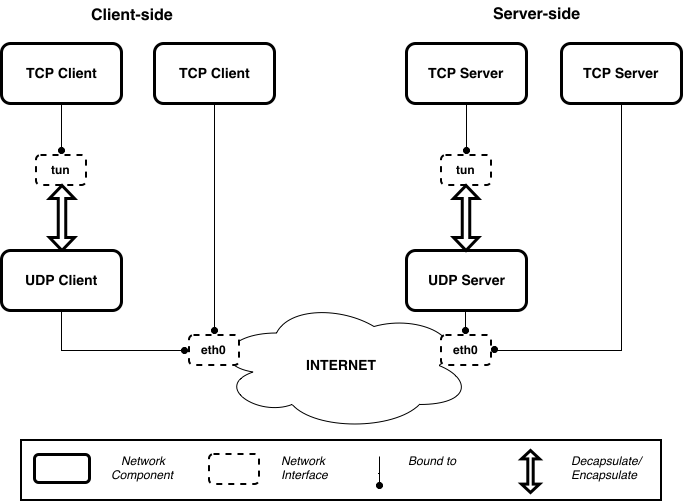 Client-side
Server-side
TCP Client
TCP Client
TCP Server
TCP Server
tun
tun
UDP Client
UDP Server
eth0
INTERNET
eth0
Network
Component
Network
Interface
Bound to
Decapsulate/
Encapsulate